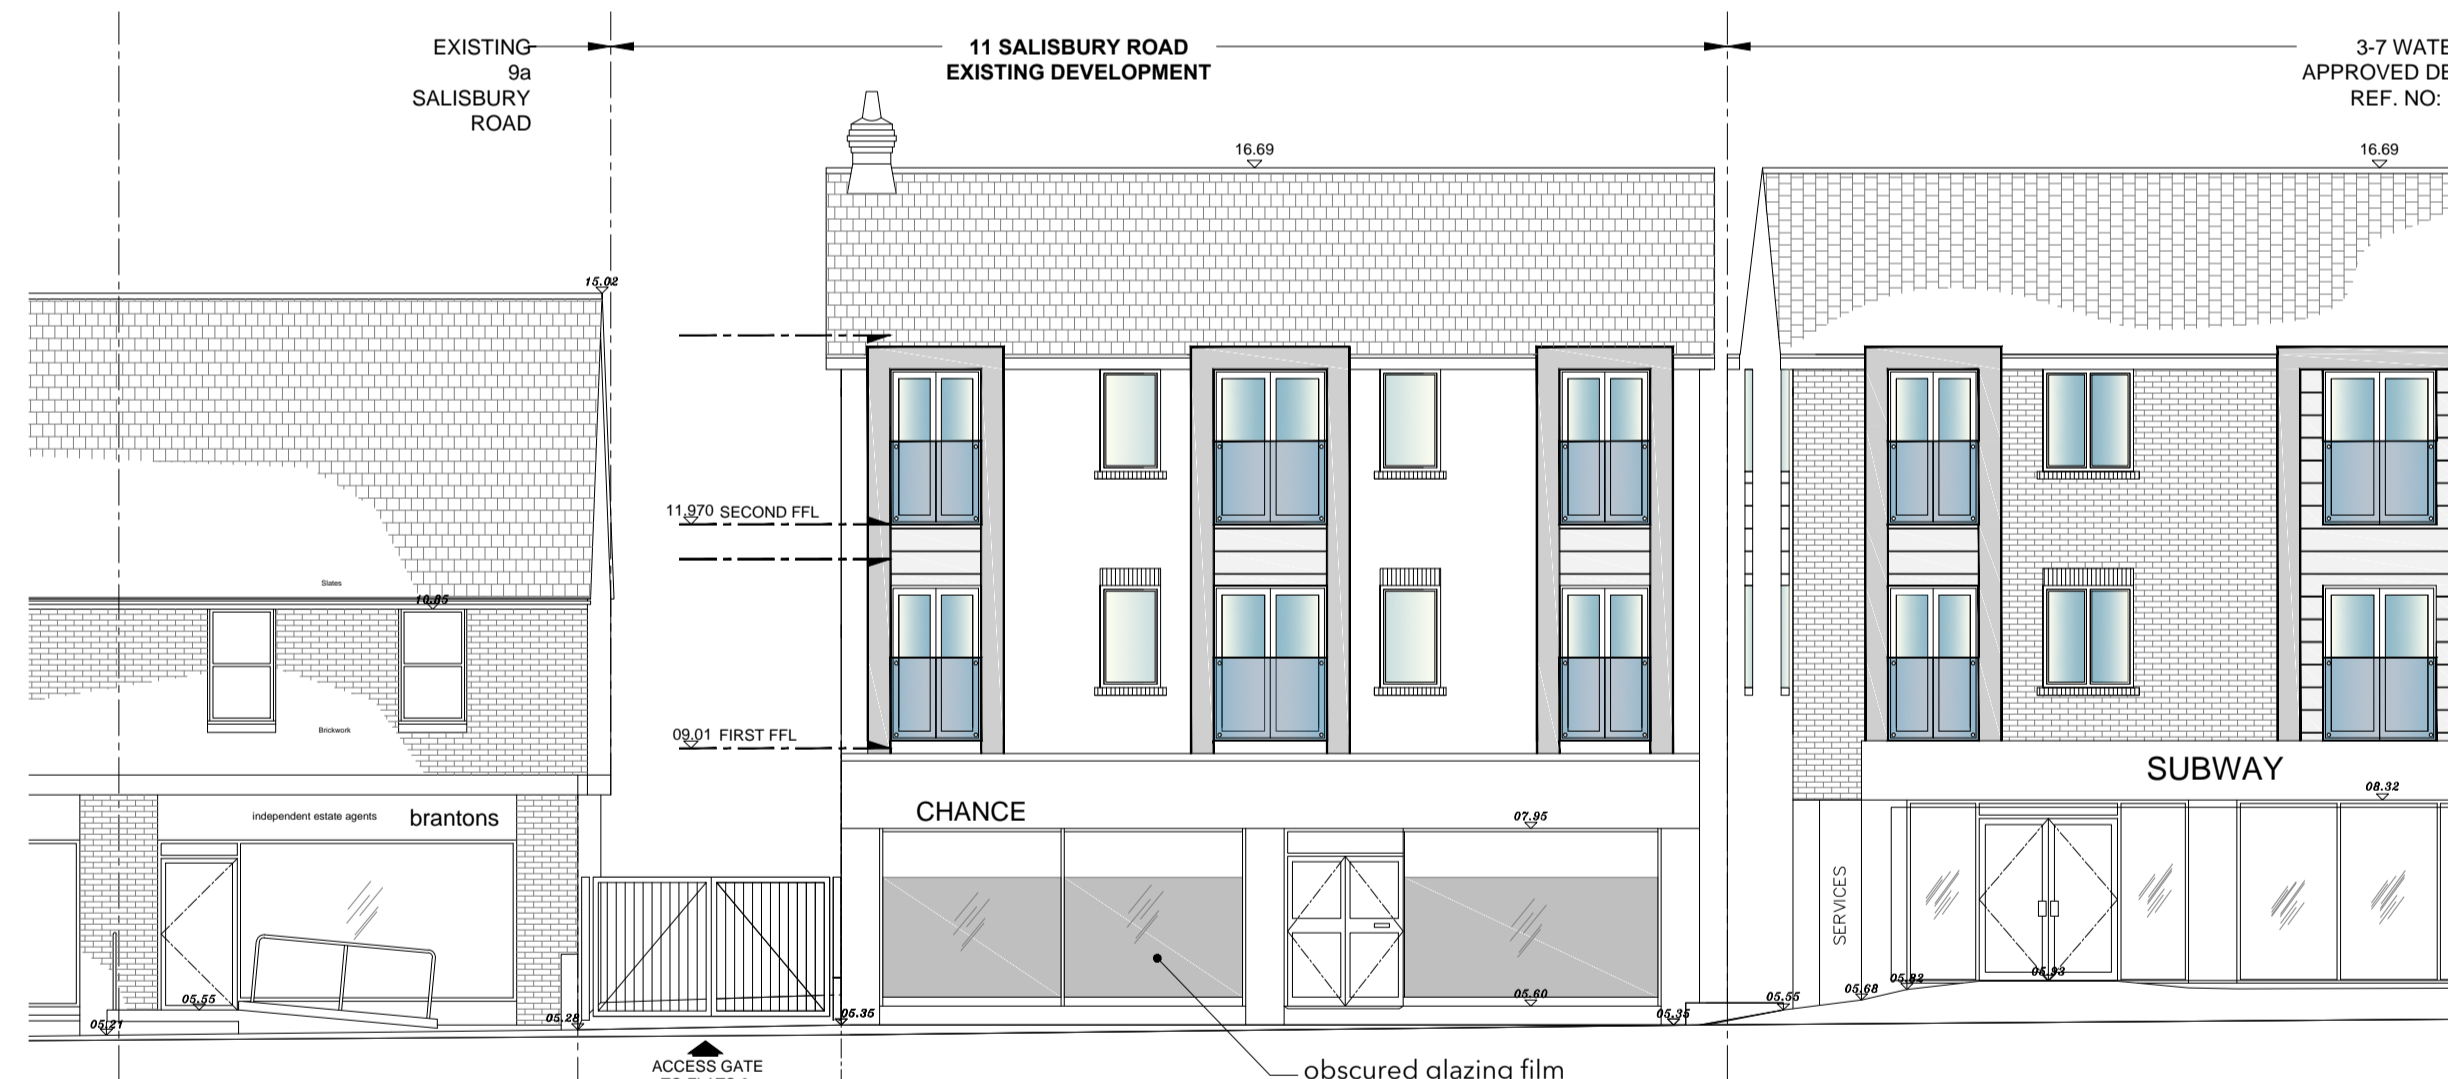 EXISTING
9a
SALISBURY
ROAD
11 SALISBURY ROAD
EXISTING DEVELOPMENT
3-7 WATE
APPROVED DE
REF. NO:
16.69
16.69
15.02
11.970 SECOND FFL
Slates
10.85
Brickwork
09.01 FIRST FFL
SUBWAY
08.32
independent estate agents brantons
CHANCE
07.95
SERVICES
05.55
05.21
05.28
05.35
05.60
05.35
05.55
05.68
05.82
05.93
ACCESS GATE
obscured glazing film